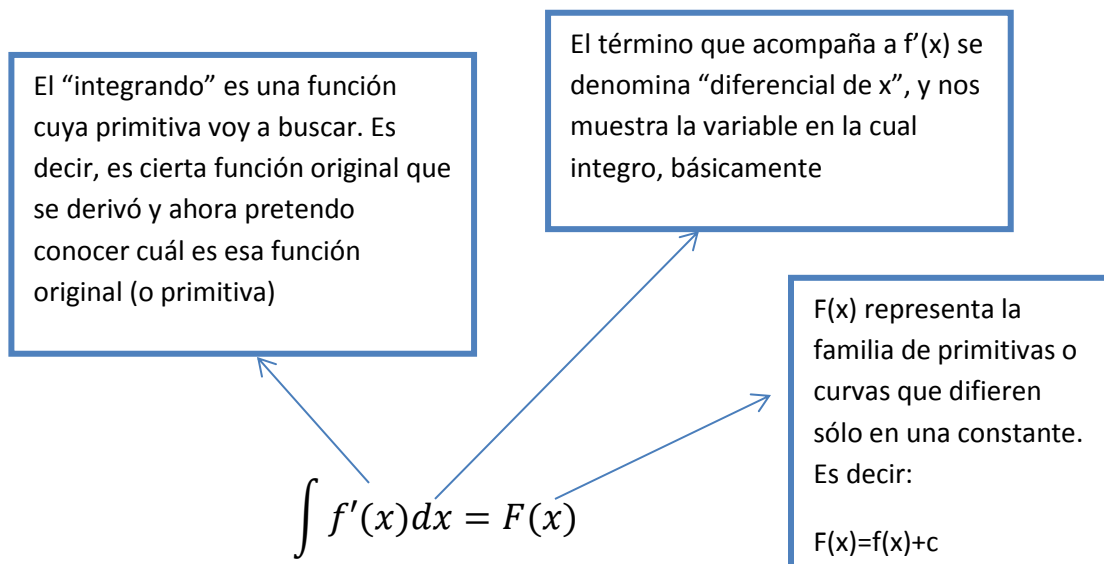 El “integrando” es una función
cuya primitiva voy a buscar. Es
decir, es cierta función original que
se derivó y ahora pretendo
conocer cuál es esa función
original (o primitiva)
El término que acompaña a f’(x) se
denomina “diferencial de x”, y nos
muestra la variable en la cual
integro, básicamente
F(x) representa la
familia de primitivas o
curvas que difieren
sólo en una constante.
Es decir:
F(x)=f(x)+c
∫ f′(x)dx = F(x)